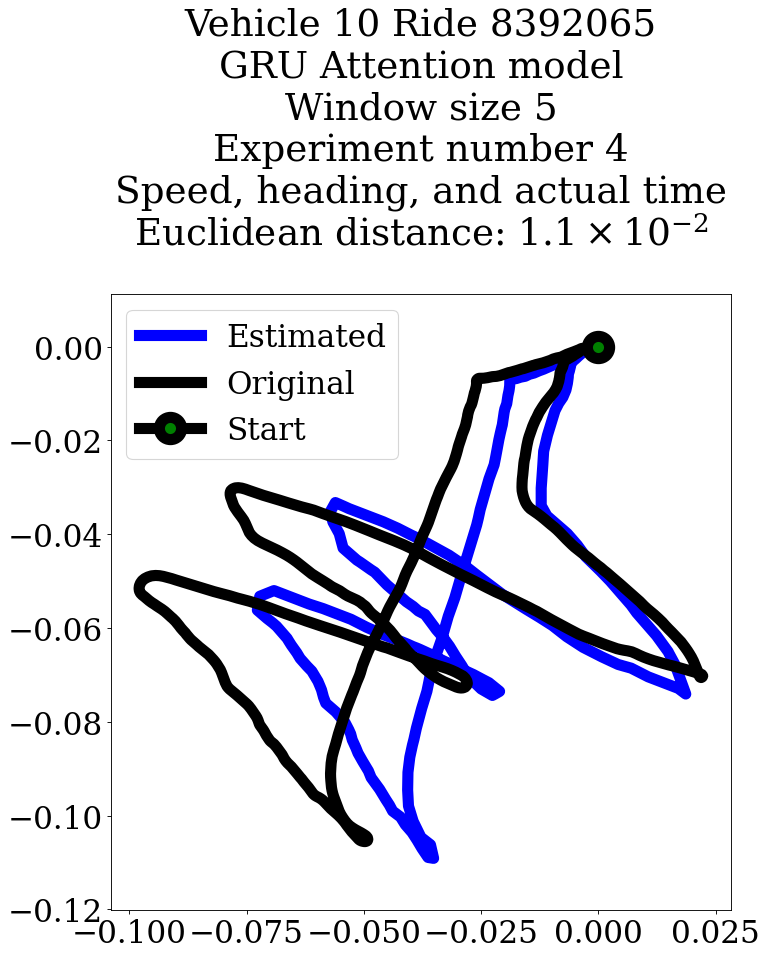 Vehicle 10 Ride 8392065
GRU Attention model
Window size 5
Experiment number 4
Speed, heading, and actual time
Euclidean distance: 1.1 × 10⁻²
Estimated
Original
Start
0.00
−0.02
−0.04
−0.06
−0.08
−0.10
−0.12
−0.100 −0.075 −0.050 −0.025 0.000 0.025